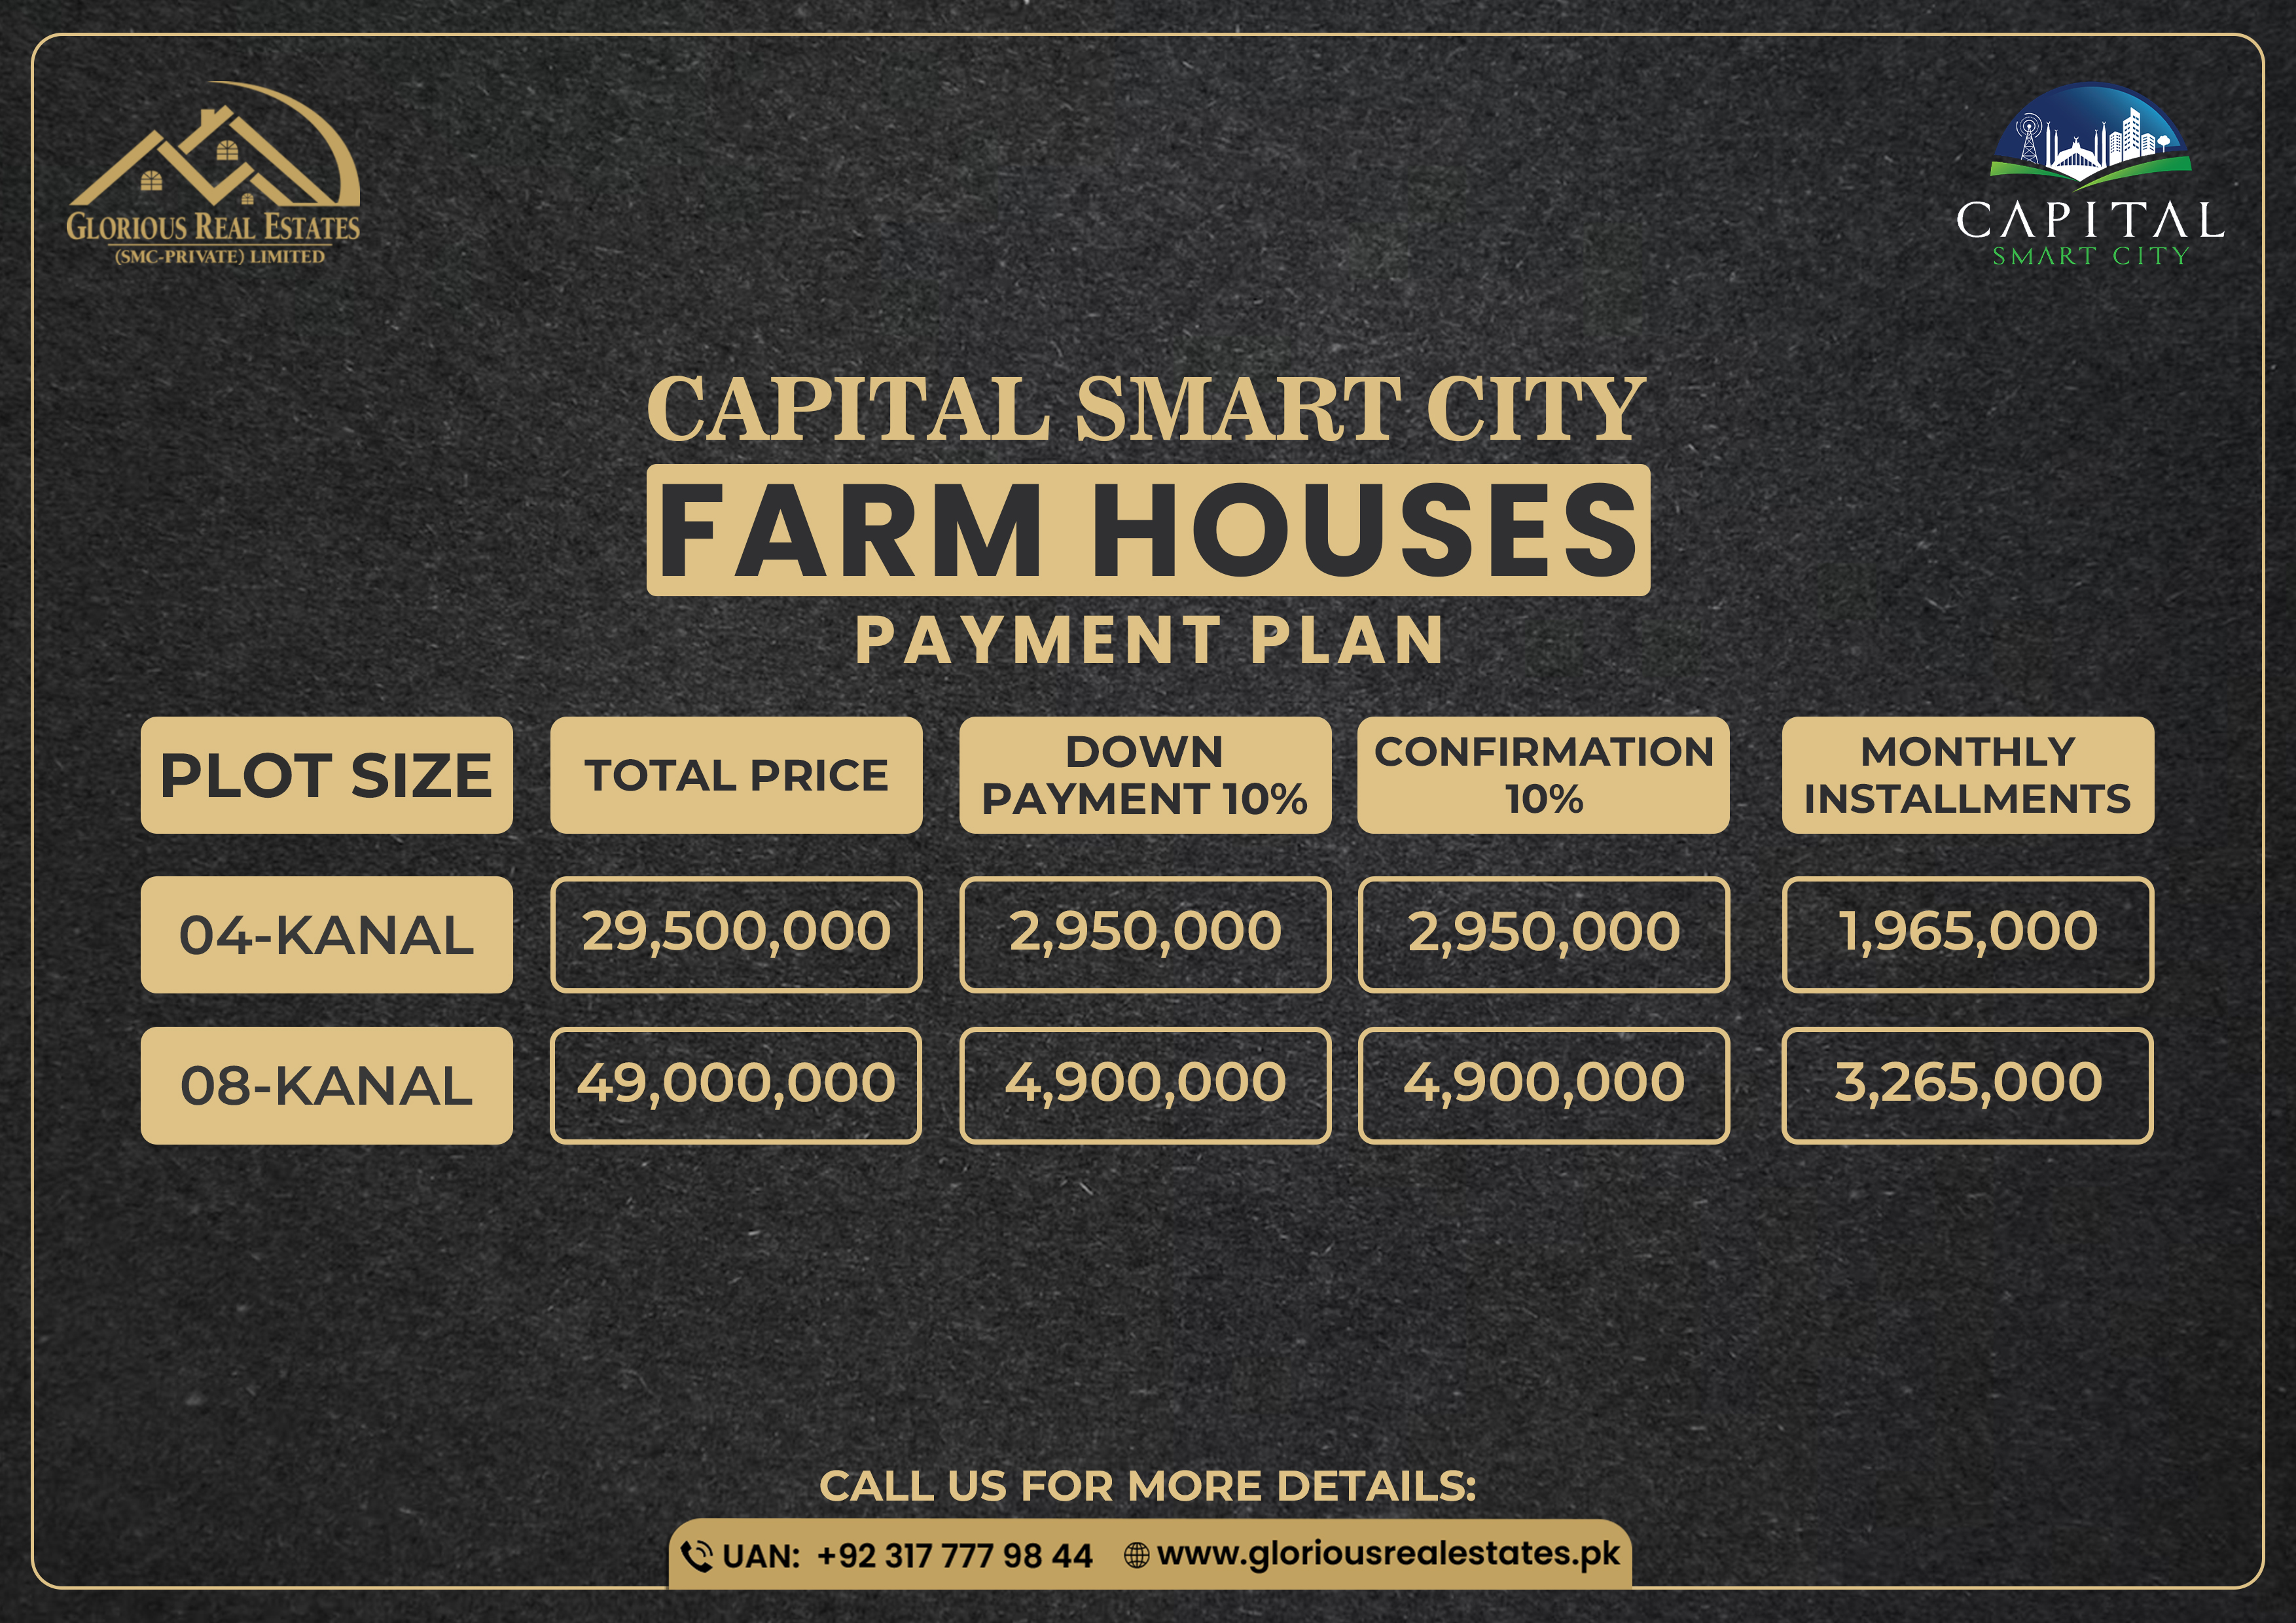 GLORIOUS REAL ESTATES
(SMC-PRIVATE) LIMITED
CAPITAL
SMART CITY
CAPITAL SMART CITY
FARM HOUSES
PAYMENT PLAN
PLOT SIZE
TOTAL PRICE
DOWN
PAYMENT 10%
CONFIRMATION
10%
MONTHLY
INSTALLMENTS
04-KANAL
29,500,000
2,950,000
2,950,000
1,965,000
08-KANAL
49,000,000
4,900,000
4,900,000
3,265,000
CALL US FOR MORE DETAILS:
UAN: +92 317 777 98 44
www.gloriousrealestates.pk